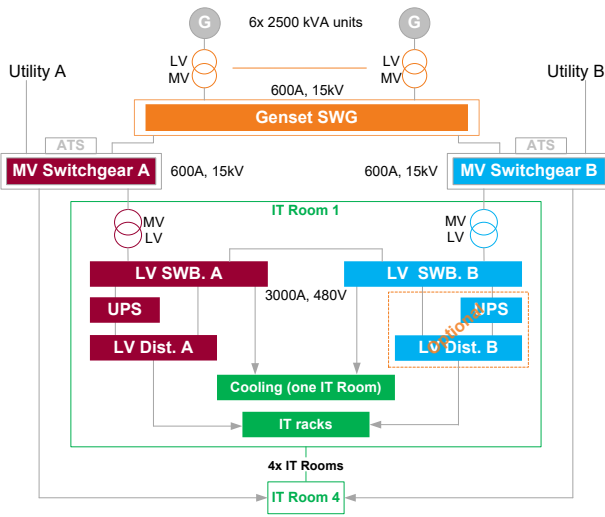 G
6x 2500 kVA units
G
LV
MV
LV
MV
Utility A
Utility B
600A, 15kV
Genset SWG
ATS
ATS
MV Switchgear A
600A, 15kV
600A, 15kV
MV Switchgear B
IT Room 1
MV
LV
MV
LV
LV SWB. A
LV SWB. B
3000A, 480V
UPS
UPS
Optional
LV Dist. A
LV Dist. B
Cooling (one IT Room)
IT racks
4x IT Rooms
IT Room 4